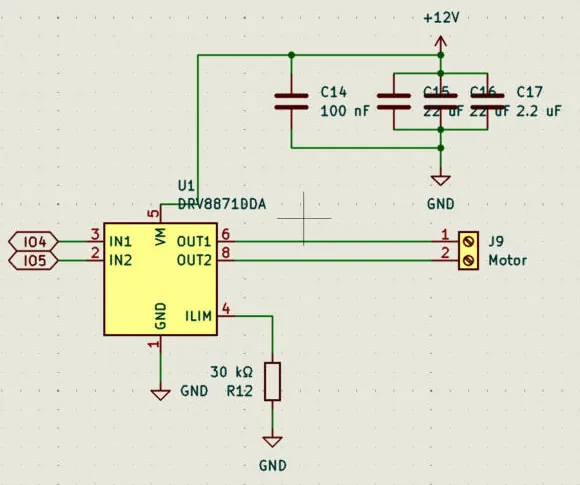 +12V
C14
100 nF
C15
22 uF
C16
22 uF
C17
2.2 uF
GND
U1
DRV8871DDA
5
VM
IO4
3
IN1
OUT1
6
1
J9
IO5
2
IN2
OUT2
8
2
Motor
ILIM
4
GND
1
30 kΩ
GND
R12
GND